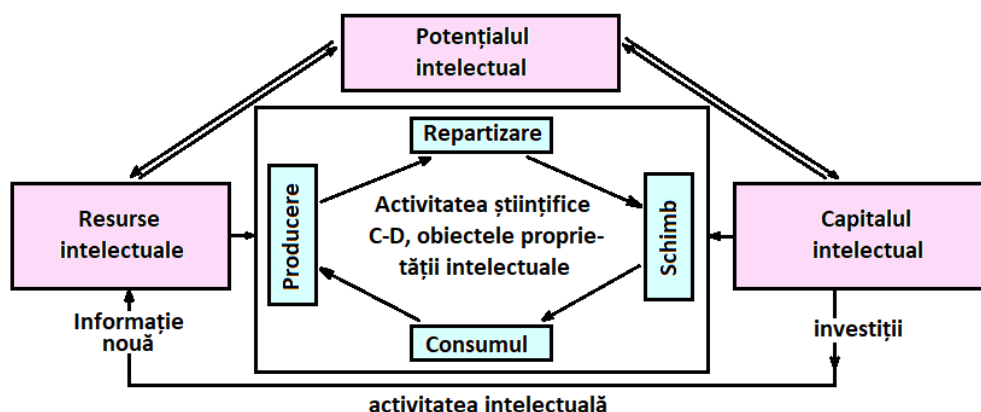 Potențialul
intelectual
Repartizare
Resurse
intelectuale
Producere
Activitatea științifice
C-D, obiectele proprie-
tății intelectuale
Schimb
Capitalul
intelectual
Consumul
Informație
nouă
investiții
activitatea intelectuală